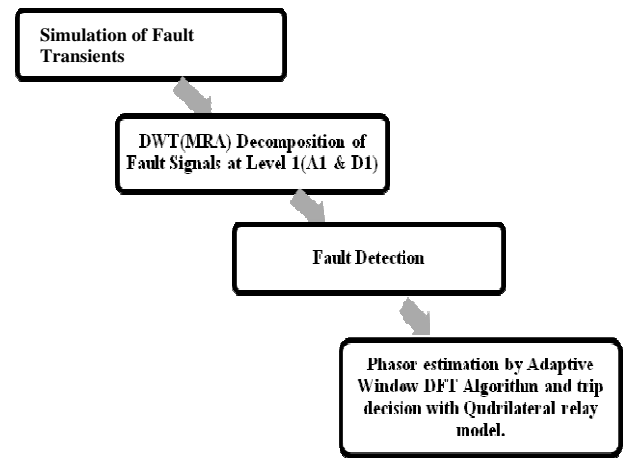 Simulation of Fault
Transients
DWT(MRA) Decomposition of
Fault Signals at Level 1(A1 & D1)
Fault Detection
Phasor estimation by Adaptive
Window DFT Algorithm and trip
decision with Qudrilateral relay
model.